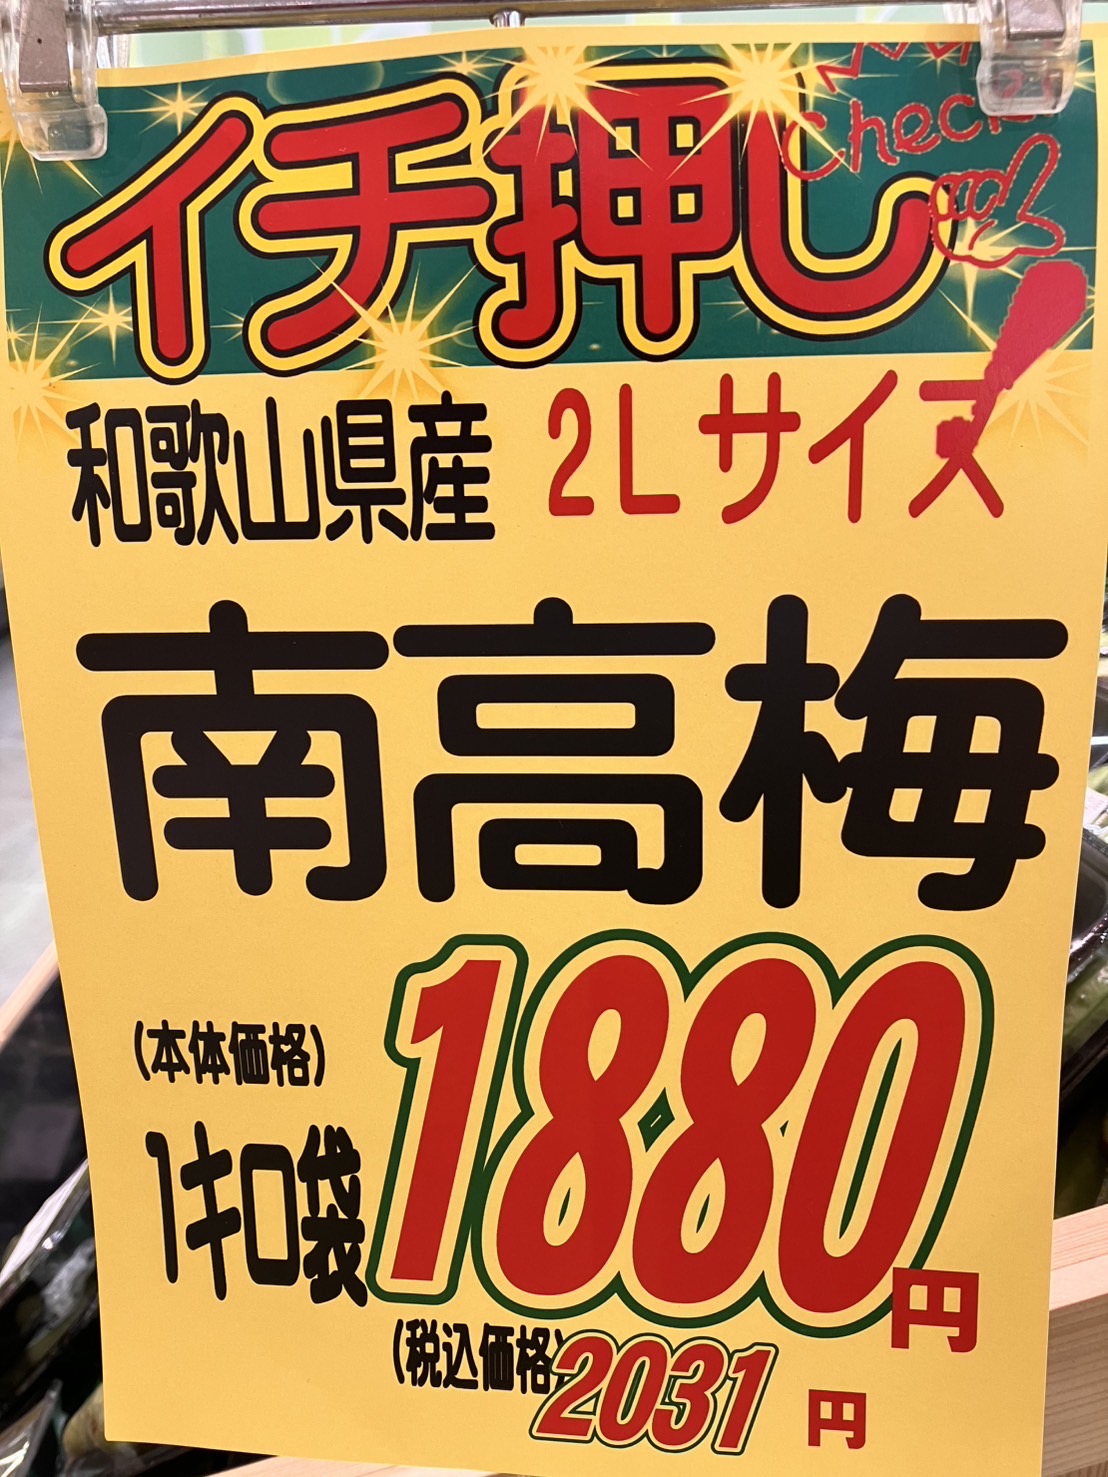 イチ押し
Check
和歌山県産 2Lサイズ
南高梅
(本体価格)
1キロ袋 1880円
(税込価格) 2031円